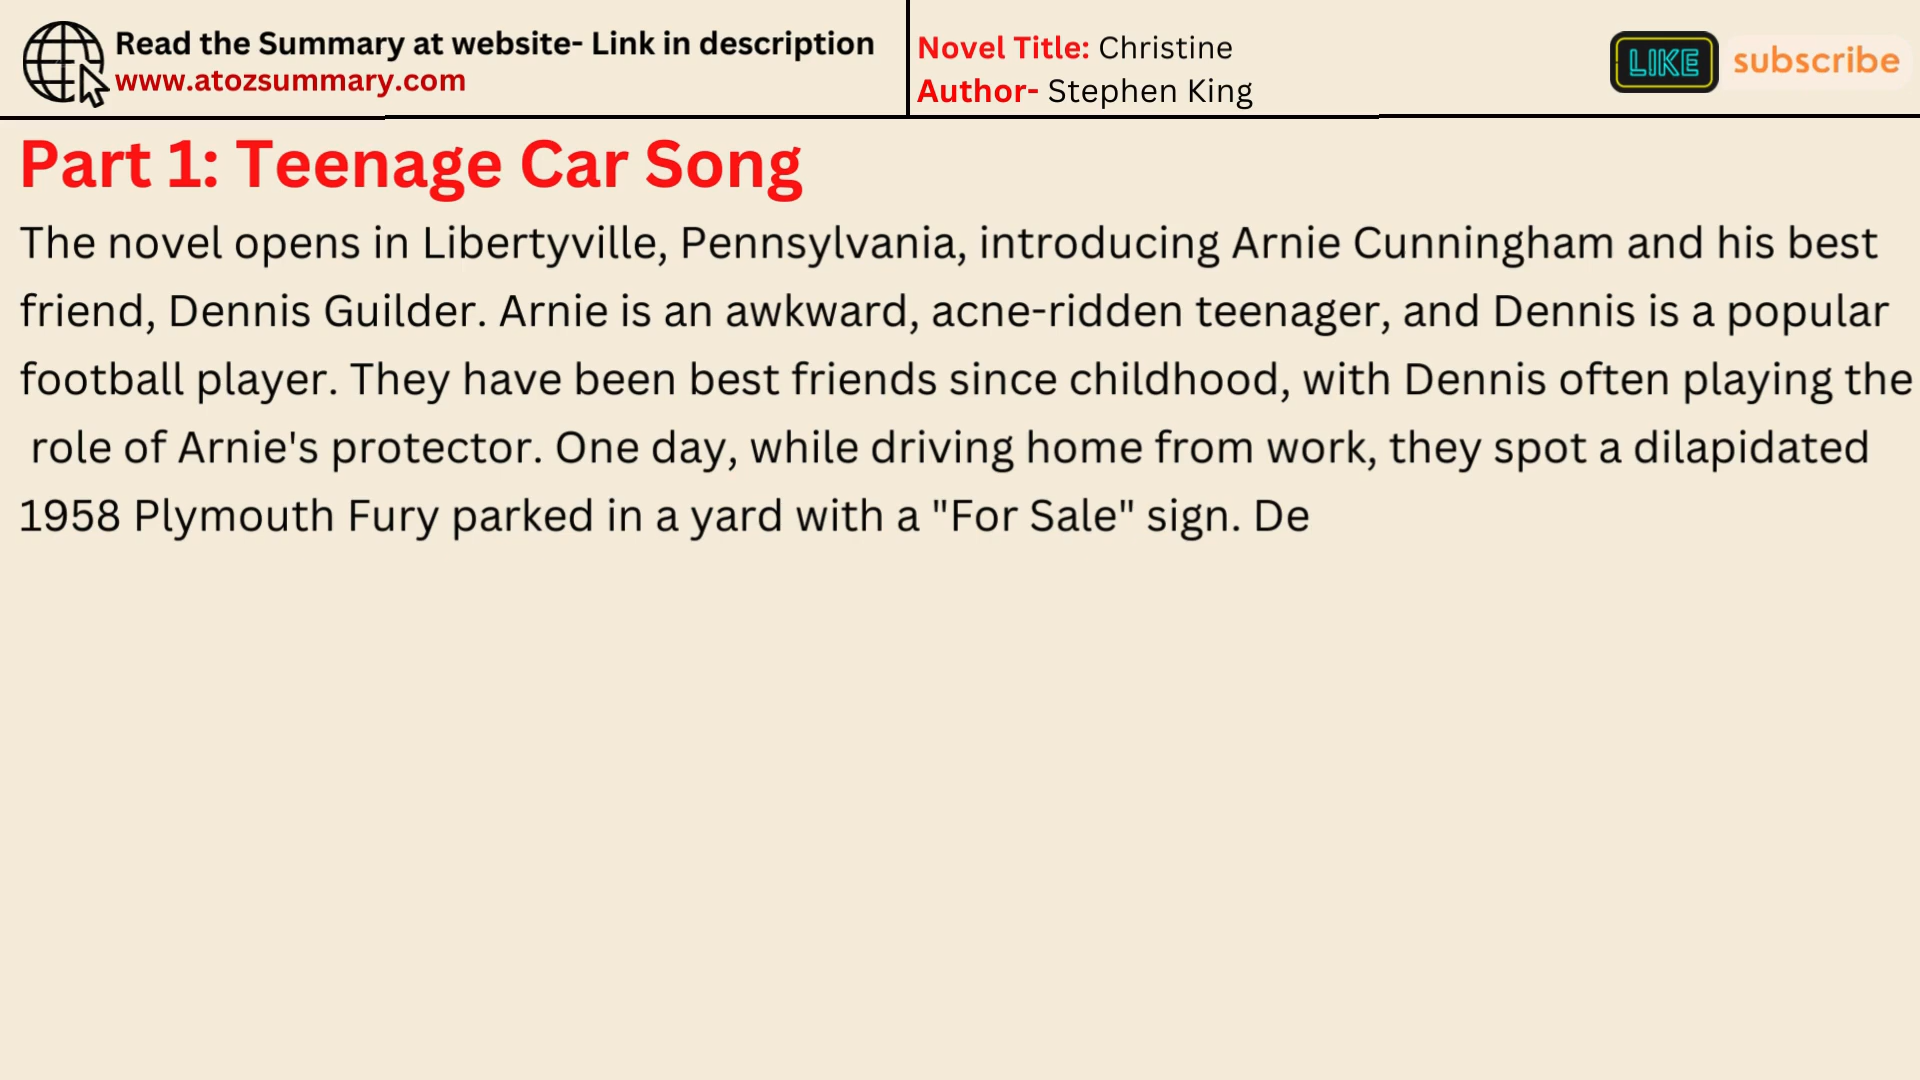 Read the Summary at website- Link in description
www.atozsummary.com
Novel Title: Christine
Author- Stephen King
LIKE
subscribe
Part 1: Teenage Car Song
The novel opens in Libertyville, Pennsylvania, introducing Arnie Cunningham and his best
friend, Dennis Guilder. Arnie is an awkward, acne-ridden teenager, and Dennis is a popular
football player. They have been best friends since childhood, with Dennis often playing the
role of Arnie's protector. One day, while driving home from work, they spot a dilapidated
1958 Plymouth Fury parked in a yard with a "For Sale" sign. De